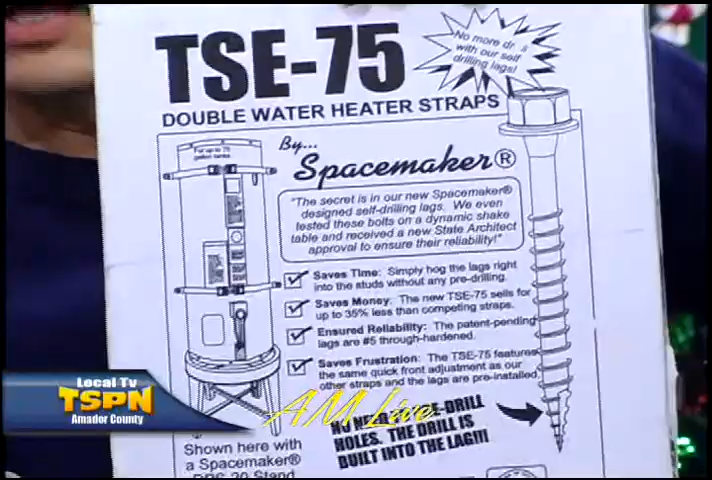 TSE-75
No more dr
with our self
drilling lags!
DOUBLE WATER HEATER STRAPS
For up to 75
gallon tanks
By...
Spacemaker®
"The secret is in our new Spacemaker®
designed self-drilling lags. We even
tested these bolts on a dynamic shake
table and received a new State Architect
approval to ensure their reliability!"
Saves Time: Simply hog the lags right
into the studs without any pre-drilling.
Saves Money: The new TSE-75 sells for
up to 35% less than competing straps.
Ensured Reliability: The patent-pending
lags are #5 through-hardened.
Saves Frustration: The TSE-75 features
the same quick front adjustment as our
other straps and the lags are pre-installed.
NO NEED PRE-DRILL
HOLES. THE DRILL IS
BUILT INTO THE LAG!!!
Shown here with
a Spacemaker®
Stand
Local Tv
TSPN
Amador County
AM Live